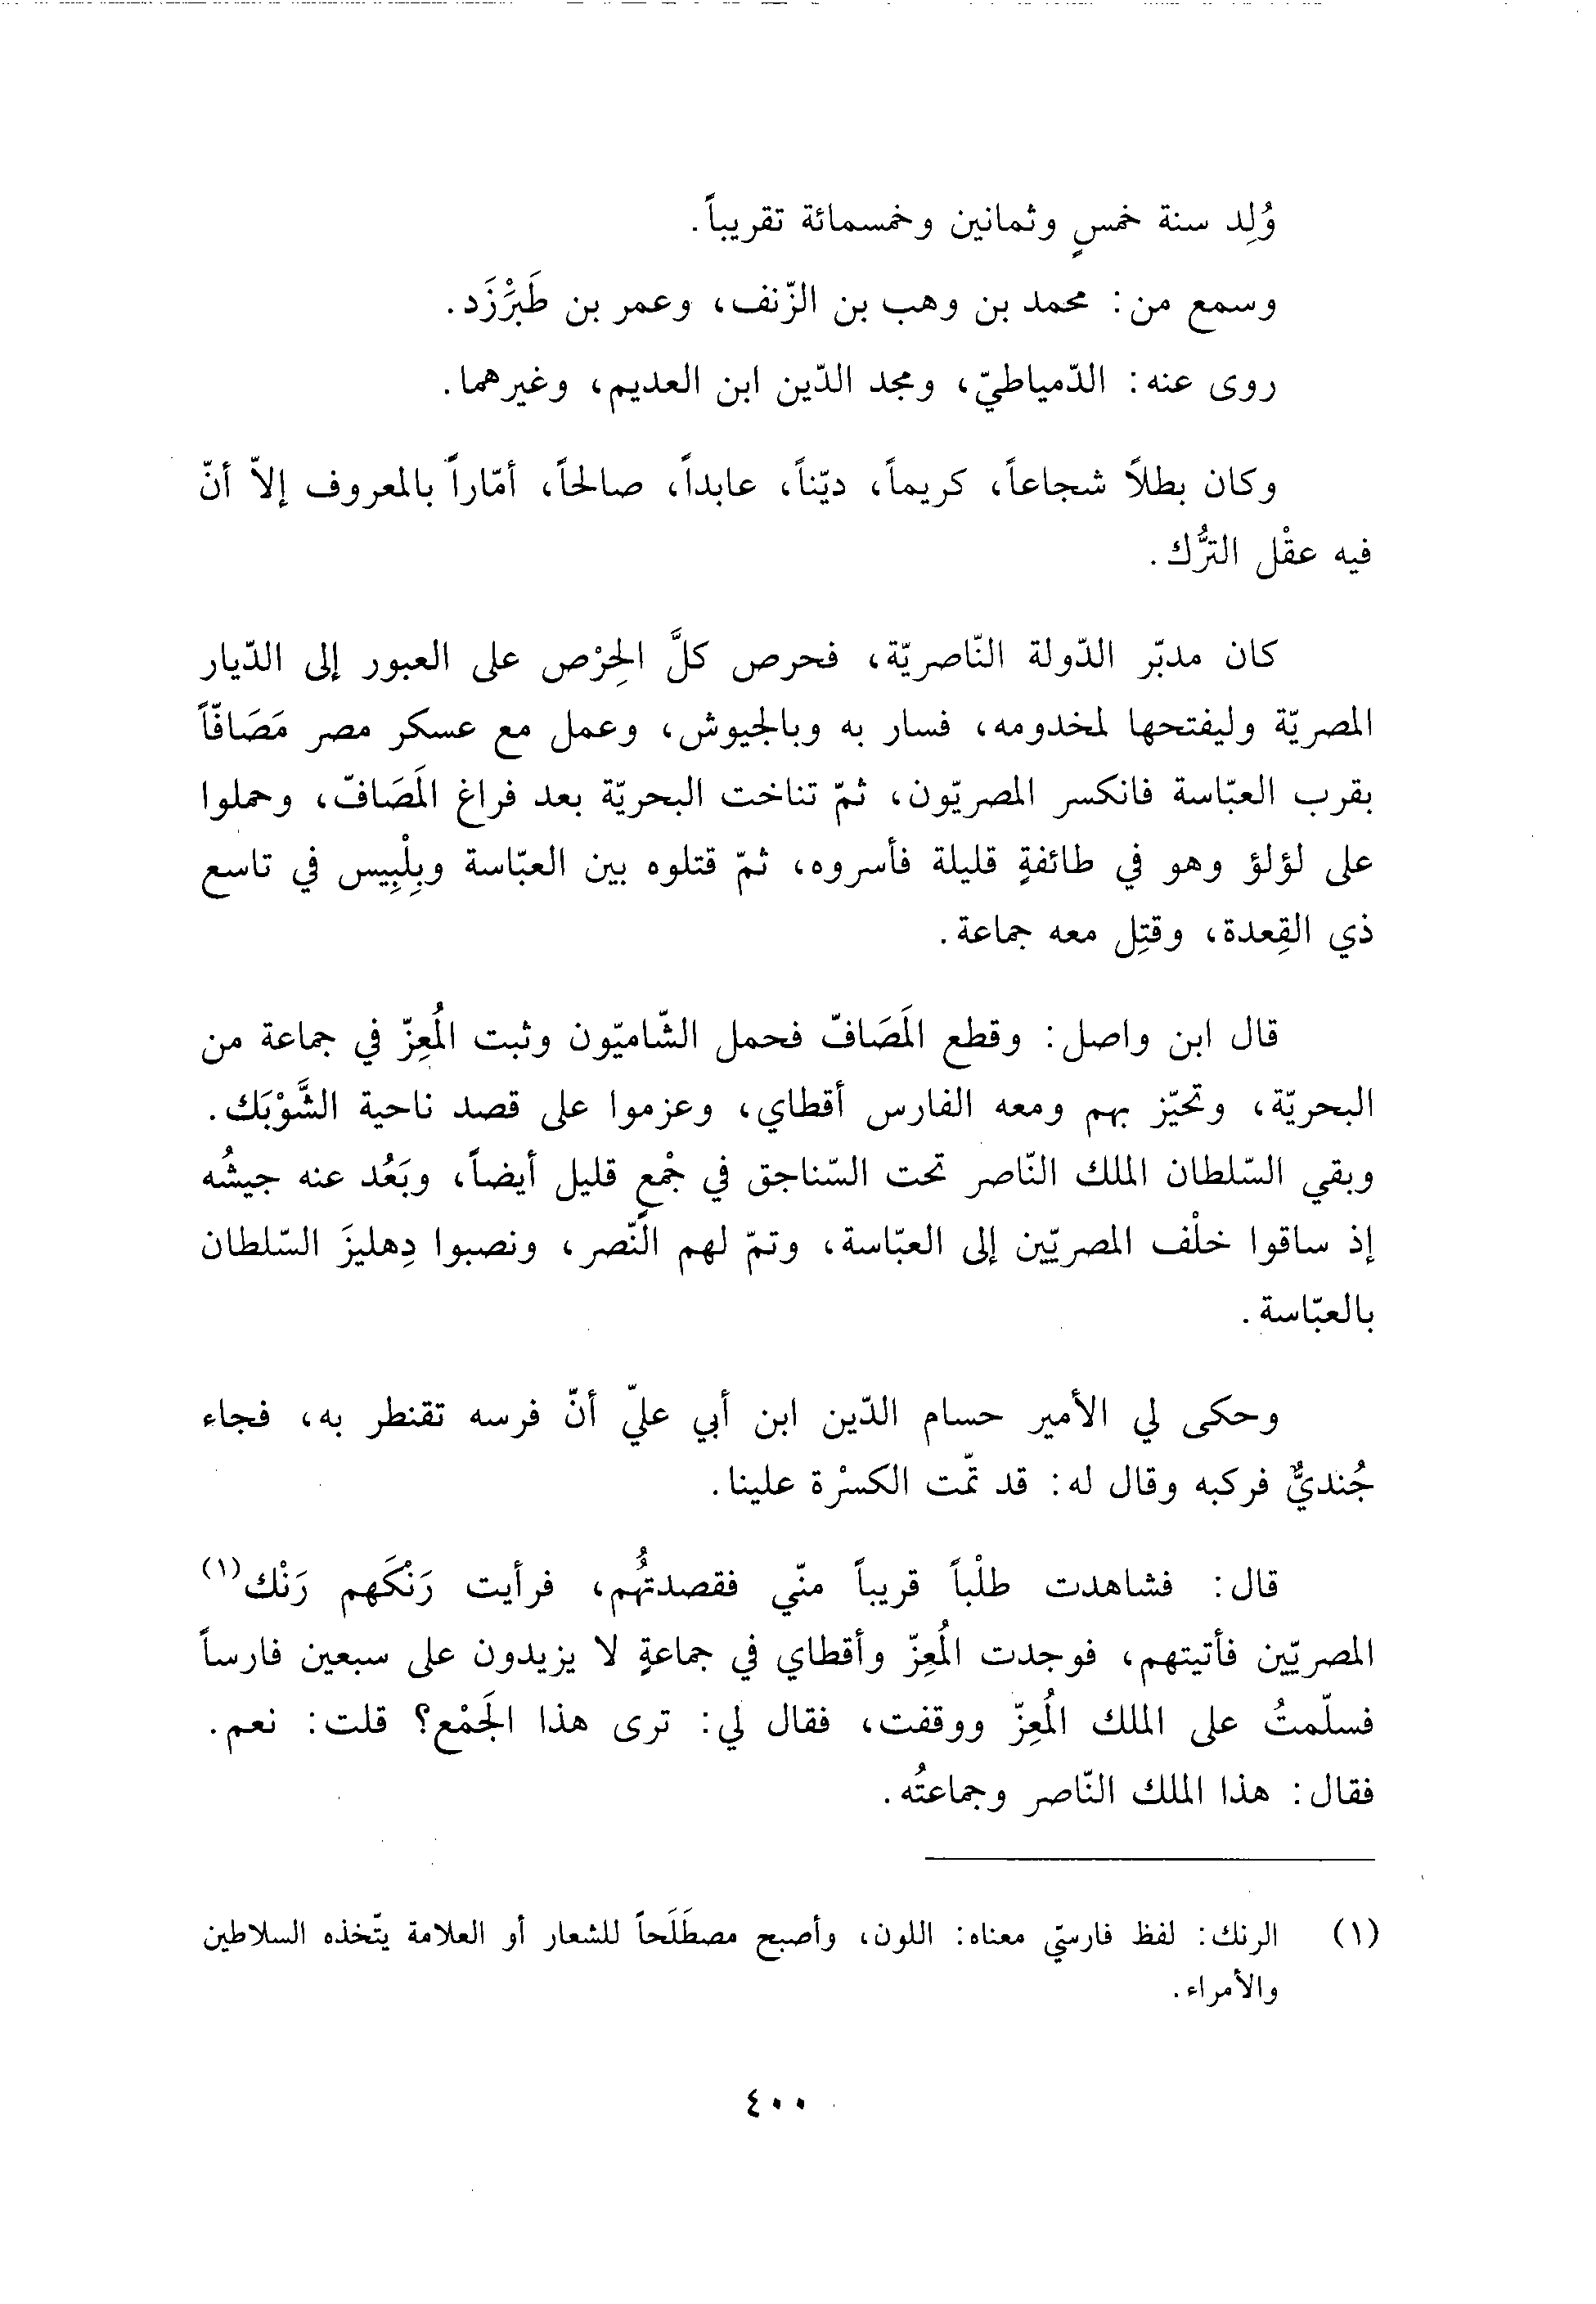 وُلِد سنة خمسٍ وثمانين وخمسمائة تقريباً.
وسمع من: محمد بن وهب بن الزّنف، وعمر بن طَبَرْزَد.
روى عنه: الدّمياطيّ، ومجد الدّين ابن العديم، وغيرهما.
وكان بطلاً شجاعاً، كريماً، ديّناً، عابداً، صالحاً، أمّاراً بالمعروف إلاّ أنّ
فيه عقْل التُّرك.
كان مدبّر الدّولة النّاصريّة، فحرص كلَّ الحِرْص على العبور إلى الدّيار
المصريّة وليفتحها لمخدومه، فسار به وبالجيوش، وعمل مع عسكر مصر مَصَافّاً
بقرب العبّاسة فانكسر المصريّون، ثمّ تناخت البحريّة بعد فراغ المَصَافّ، وحملوا
على لؤلؤ وهو في طائفةٍ قليلة فأسروه، ثمّ قتلوه بين العبّاسة وبِلْبِيس في تاسع
ذي القِعدة، وقتِل معه جماعة.
قال ابن واصل: وقطع المَصَافّ فحمل الشّاميّون وثبت المُعِزّ في جماعة من
البحريّة، وتحيّز بهم ومعه الفارس أقطاي، وعزموا على قصد ناحية الشَّوْبَك.
وبقي السّلطان الملك النّاصر تحت السّناجق في جمْعٍ قليل أيضاً، وبَعُد عنه جيشُه
إذ ساقوا خلْف المصريّين إلى العبّاسة، وتمّ لهم النّصر، ونصبوا دِهليزَ السّلطان
بالعبّاسة.
وحكى لي الأمير حسام الدّين ابن أبي عليّ أنّ فرسه تقنطر به، فجاء
جُنديٌّ فركبه وقال له: قد تمّت الكسْرة علينا.
قال: فشاهدت طلْباً قريباً منّي فقصدتُهُم، فرأيت رَنْكَهم رَنْك(١)
المصريّين فأتيتهم، فوجدت المُعِزّ وأقطاي في جماعةٍ لا يزيدون على سبعين فارساً
فسلّمتُ على الملك المُعِزّ ووقفت، فقال لي: ترى هذا الجَمْع؟ قلت: نعم.
فقال: هذا الملك النّاصر وجماعتُه.
(١) الرنك: لفظ فارسيّ معناه: اللون، وأصبح مصطَلَحاً للشعار أو العلامة يتّخذه السلاطين
والأمراء.
٤٠٠